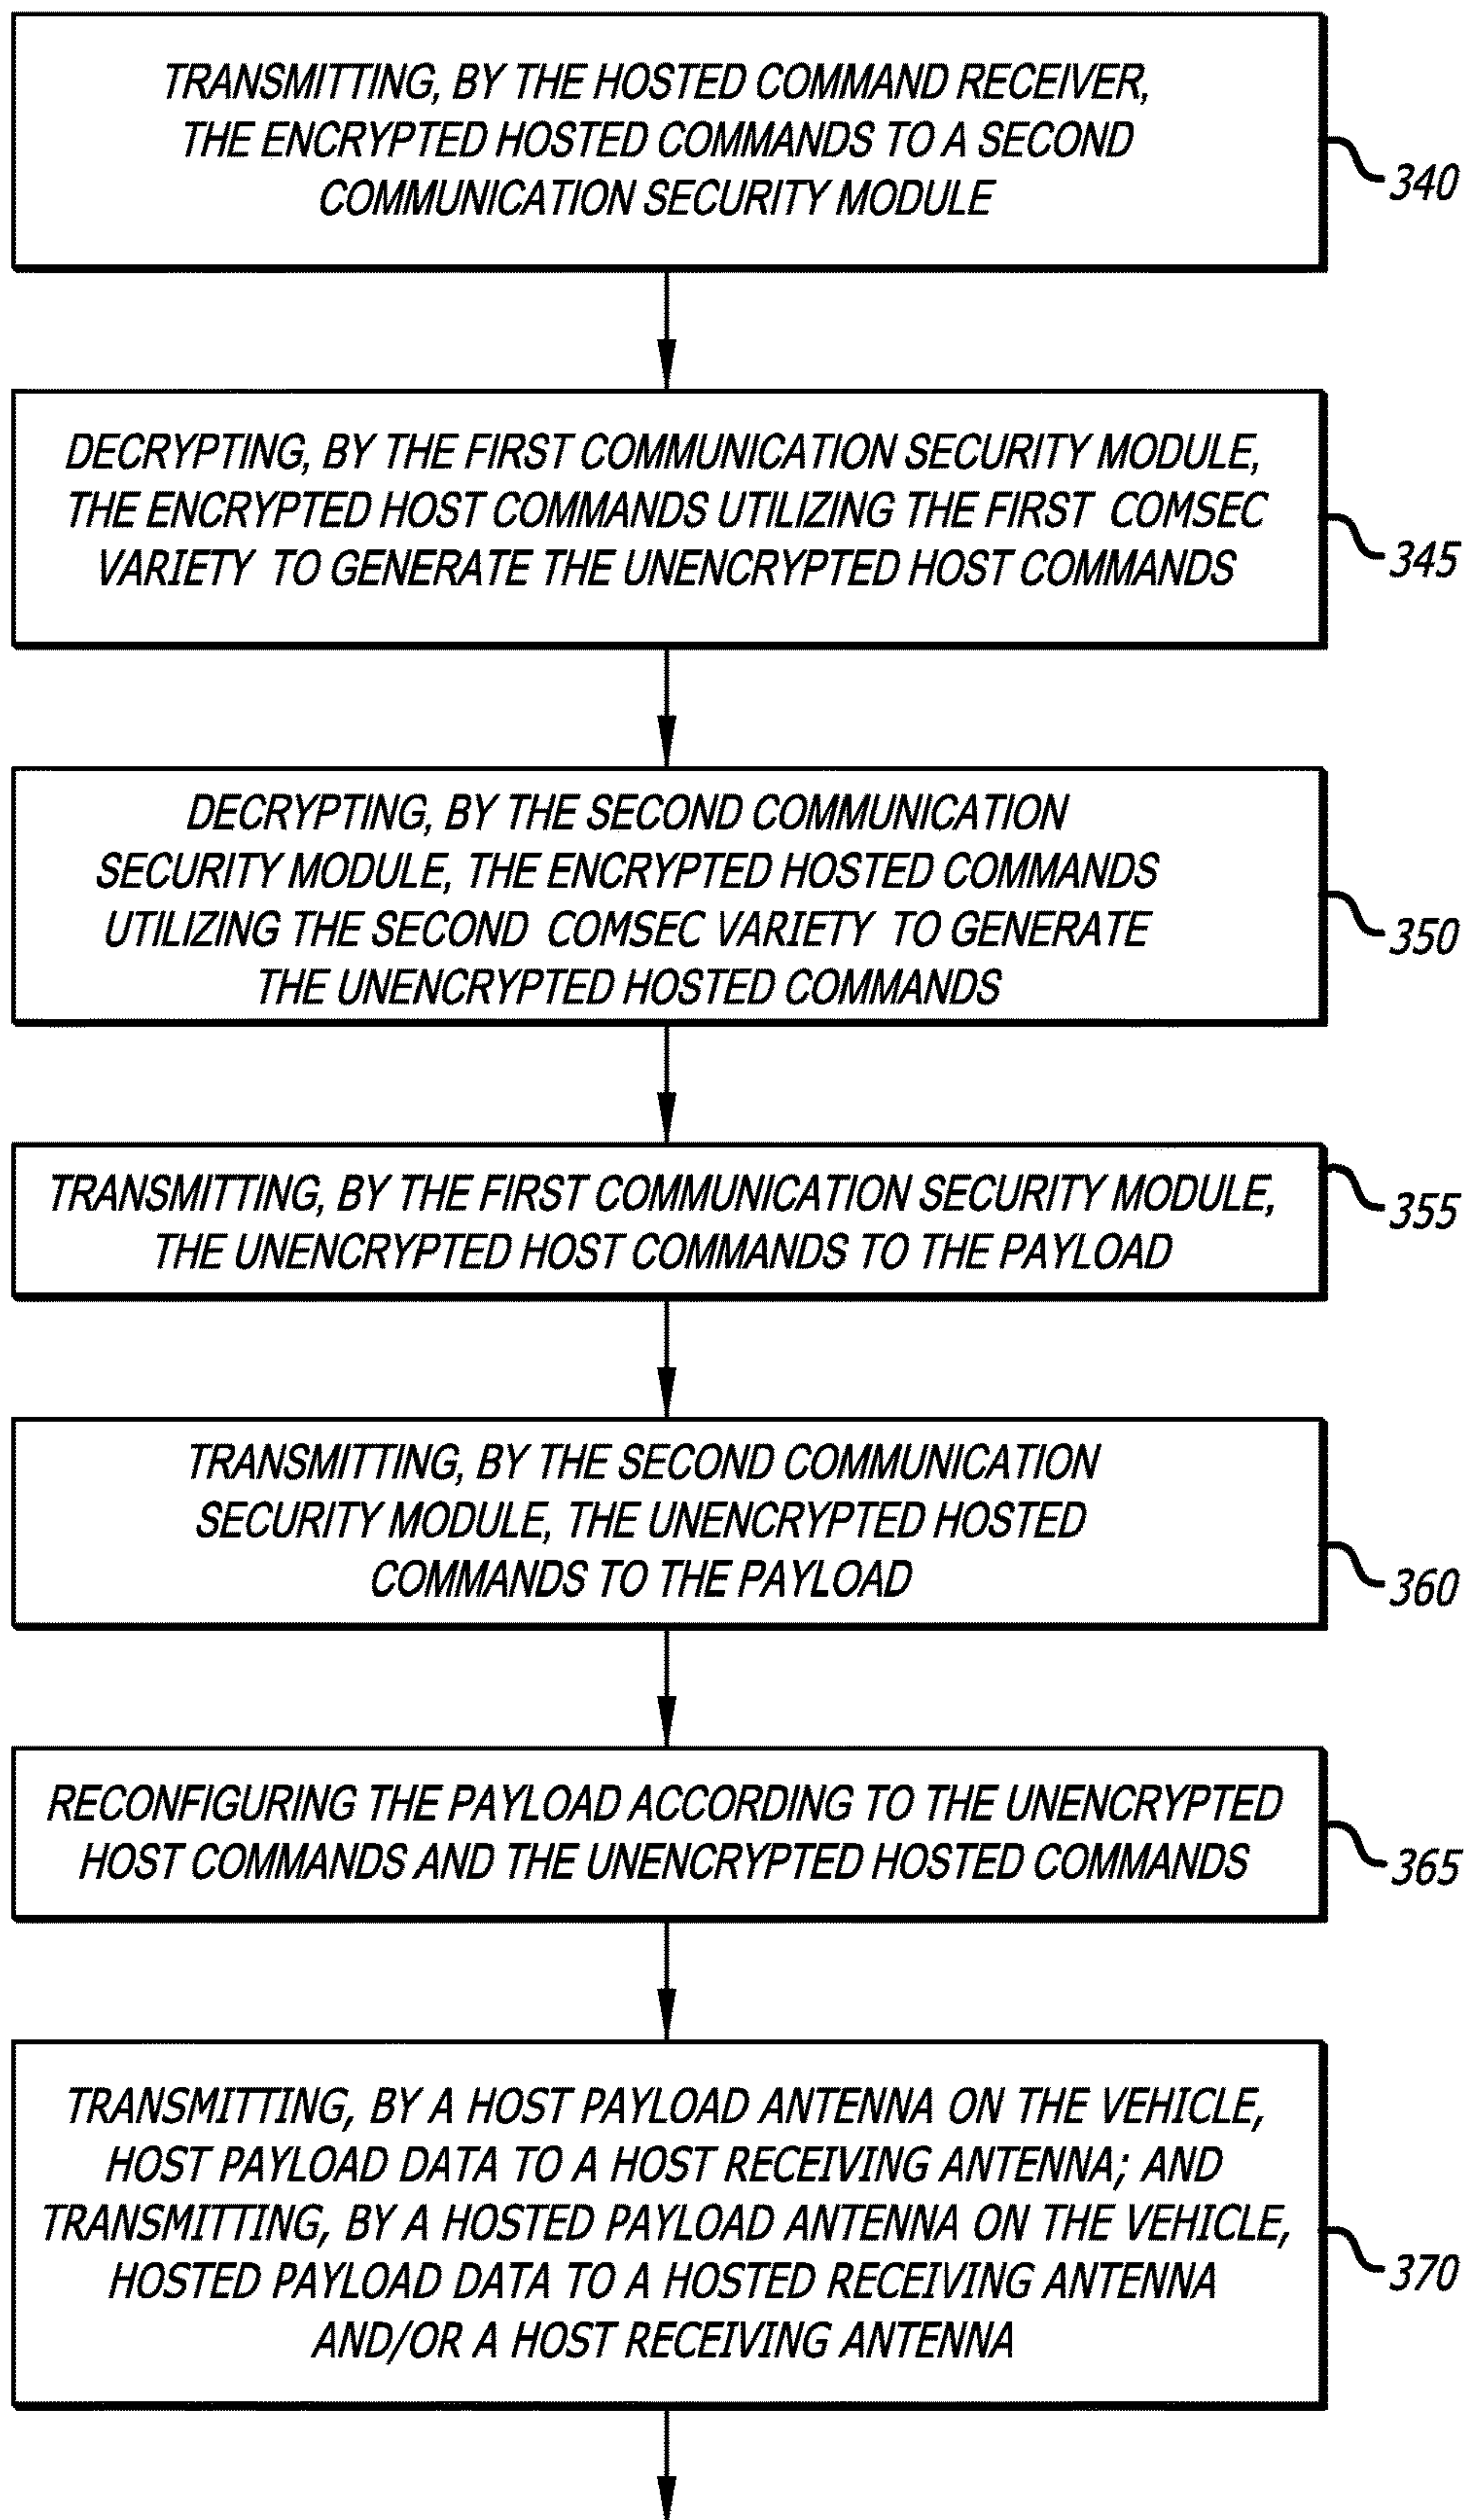 TRANSMITTING, BY THE HOSTED COMMAND RECEIVER,
THE ENCRYPTED HOSTED COMMANDS TO A SECOND
COMMUNICATION SECURITY MODULE
340
DECRYPTING, BY THE FIRST COMMUNICATION SECURITY MODULE,
THE ENCRYPTED HOST COMMANDS UTILIZING THE FIRST COMSEC
VARIETY TO GENERATE THE UNENCRYPTED HOST COMMANDS
345
DECRYPTING, BY THE SECOND COMMUNICATION
SECURITY MODULE, THE ENCRYPTED HOSTED COMMANDS
UTILIZING THE SECOND COMSEC VARIETY TO GENERATE
THE UNENCRYPTED HOSTED COMMANDS
350
TRANSMITTING, BY THE FIRST COMMUNICATION SECURITY MODULE,
THE UNENCRYPTED HOST COMMANDS TO THE PAYLOAD
355
TRANSMITTING, BY THE SECOND COMMUNICATION
SECURITY MODULE, THE UNENCRYPTED HOSTED
COMMANDS TO THE PAYLOAD
360
RECONFIGURING THE PAYLOAD ACCORDING TO THE UNENCRYPTED
HOST COMMANDS AND THE UNENCRYPTED HOSTED COMMANDS
365
TRANSMITTING, BY A HOST PAYLOAD ANTENNA ON THE VEHICLE,
HOST PAYLOAD DATA TO A HOST RECEIVING ANTENNA; AND
TRANSMITTING, BY A HOSTED PAYLOAD ANTENNA ON THE VEHICLE,
HOSTED PAYLOAD DATA TO A HOSTED RECEIVING ANTENNA
AND/OR A HOST RECEIVING ANTENNA
370